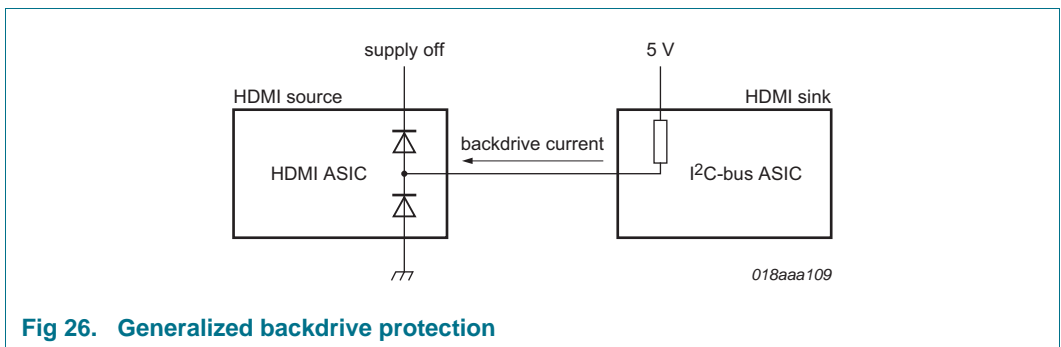 supply off
5 V
HDMI source
HDMI sink
backdrive current
HDMI ASIC
I2C-bus ASIC
018aaa109
Fig 26. Generalized backdrive protection